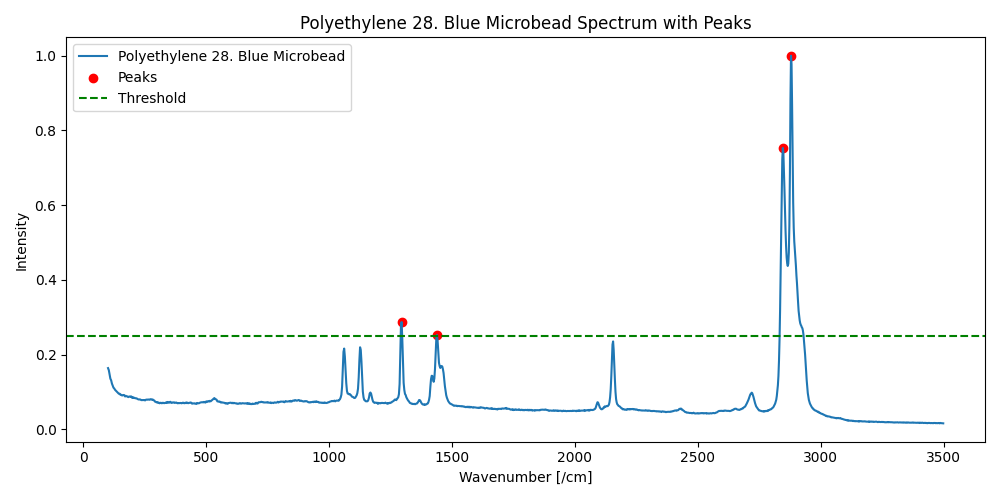 Polyethylene 28. Blue Microbead Spectrum with Peaks
Polyethylene 28. Blue Microbead
Peaks
Threshold
Intensity
1.0
0.8
0.6
0.4
0.2
0.0
0 500 1000 1500 2000 2500 3000 3500
Wavenumber [/cm]